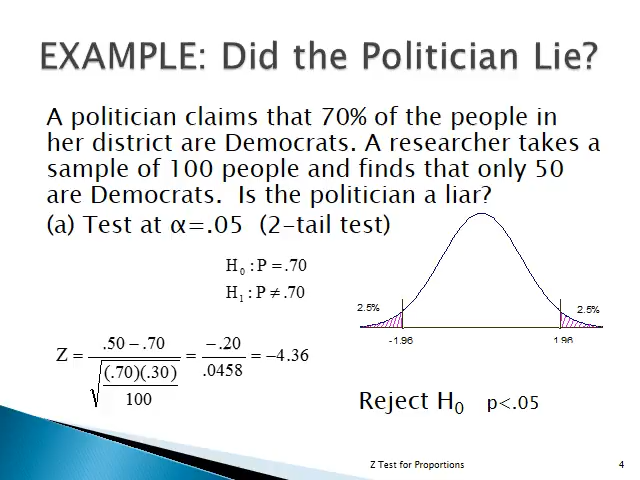 EXAMPLE: Did the Politician Lie?
A politician claims that 70% of the people in
her district are Democrats. A researcher takes a
sample of 100 people and finds that only 50
are Democrats.  Is the politician a liar?
(a) Test at α=.05  (2-tail test)
H₀ : P = .70
H₁ : P ≠ .70
2.5% 2.5%
-1.96 1.96
Z = (.50 − .70) / √((.70)(.30) / 100) = −.20 / .0458 = −4.36
Reject H₀ p<.05
Z Test for Proportions 4